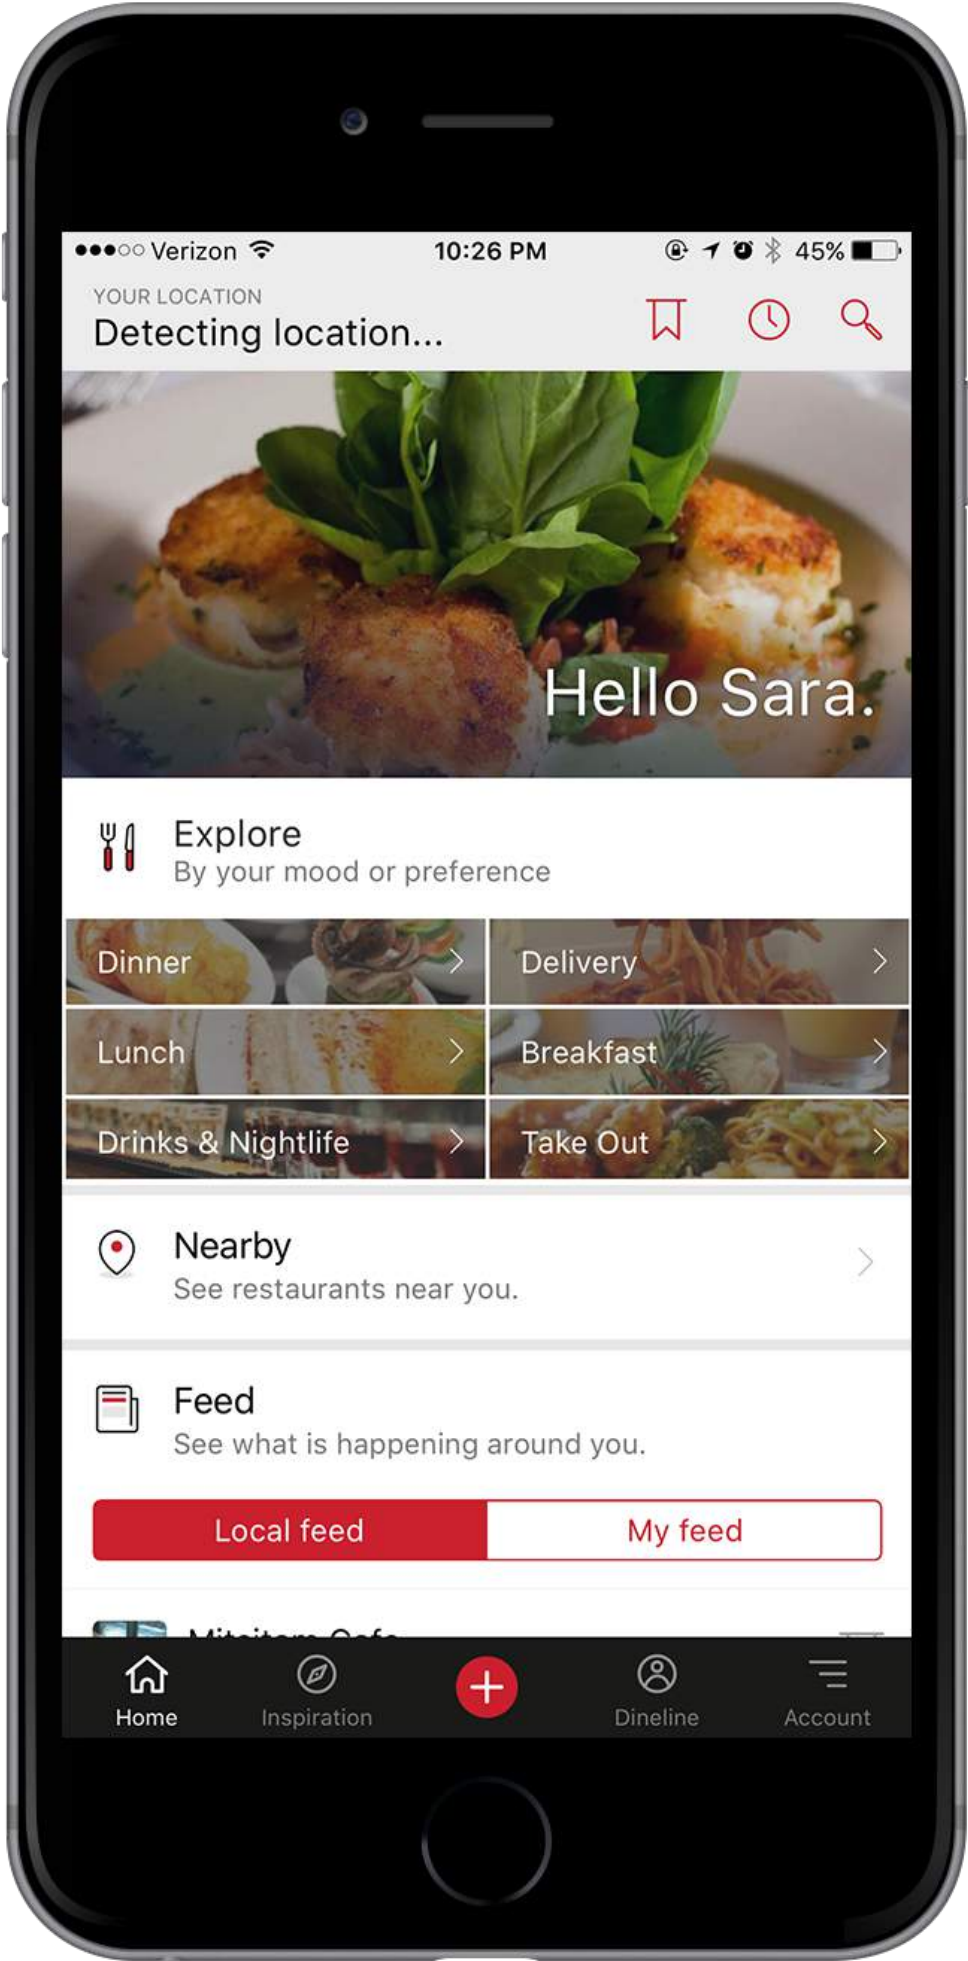 Verizon 10:26 PM 45%
YOUR LOCATION
Detecting location...
Hello Sara.
Explore
By your mood or preference
Dinner
Delivery
Lunch
Breakfast
Drinks & Nightlife
Take Out
Nearby
See restaurants near you.
Feed
See what is happening around you.
Local feed
My feed
Home
Inspiration
Dineline
Account